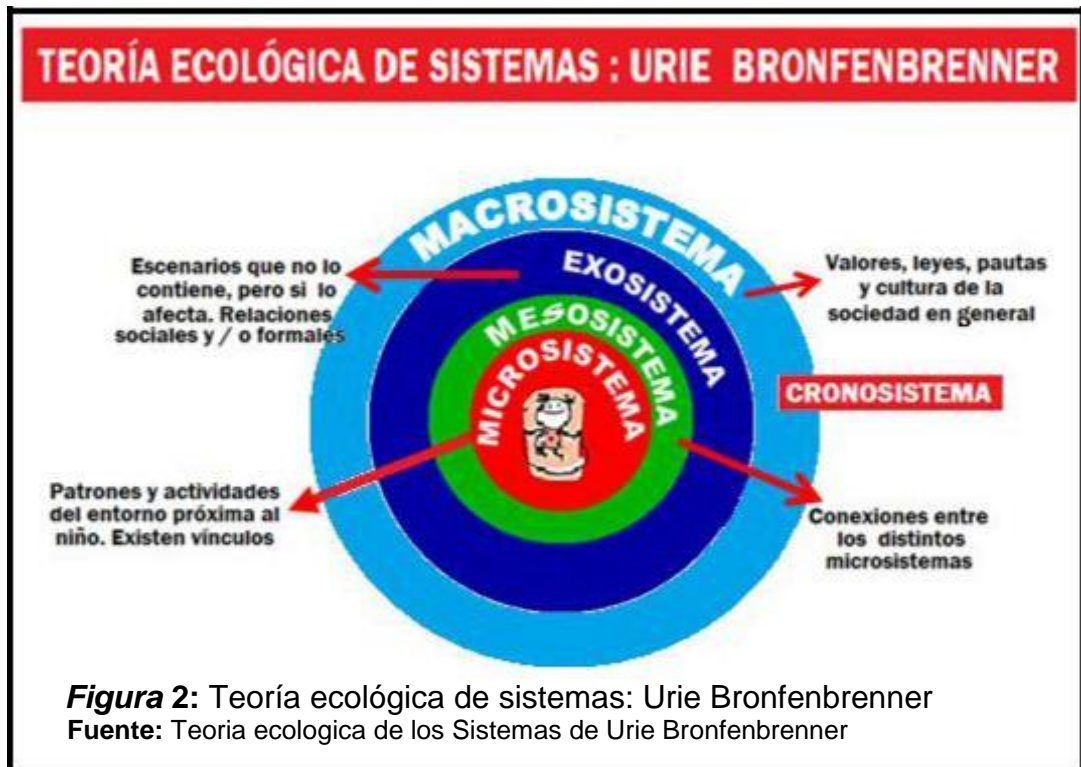 TEORÍA ECOLÓGICA DE SISTEMAS : URIE BRONFENBRENNER
MACROSISTEMA
EXOSISTEMA
MESOSISTEMA
MICROSISTEMA
Escenarios que no lo
contiene, pero si lo
afecta. Relaciones
sociales y / o formales
Valores, leyes, pautas
y cultura de la
sociedad en general
CRONOSISTEMA
Patrones y actividades
del entorno próxima al
niño. Existen vínculos
Conexiones entre
los distintos
microsistemas
Figura 2: Teoría ecológica de sistemas: Urie Bronfenbrenner
Fuente: Teoria ecologica de los Sistemas de Urie Bronfenbrenner